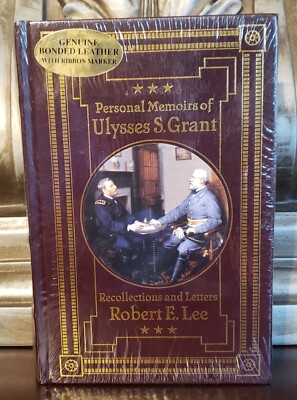 GENUINE
BONDED LEATHER
WITH RIBBON MARKER
Personal Memoirs of
Ulysses S. Grant
Recollections and Letters
Robert E. Lee